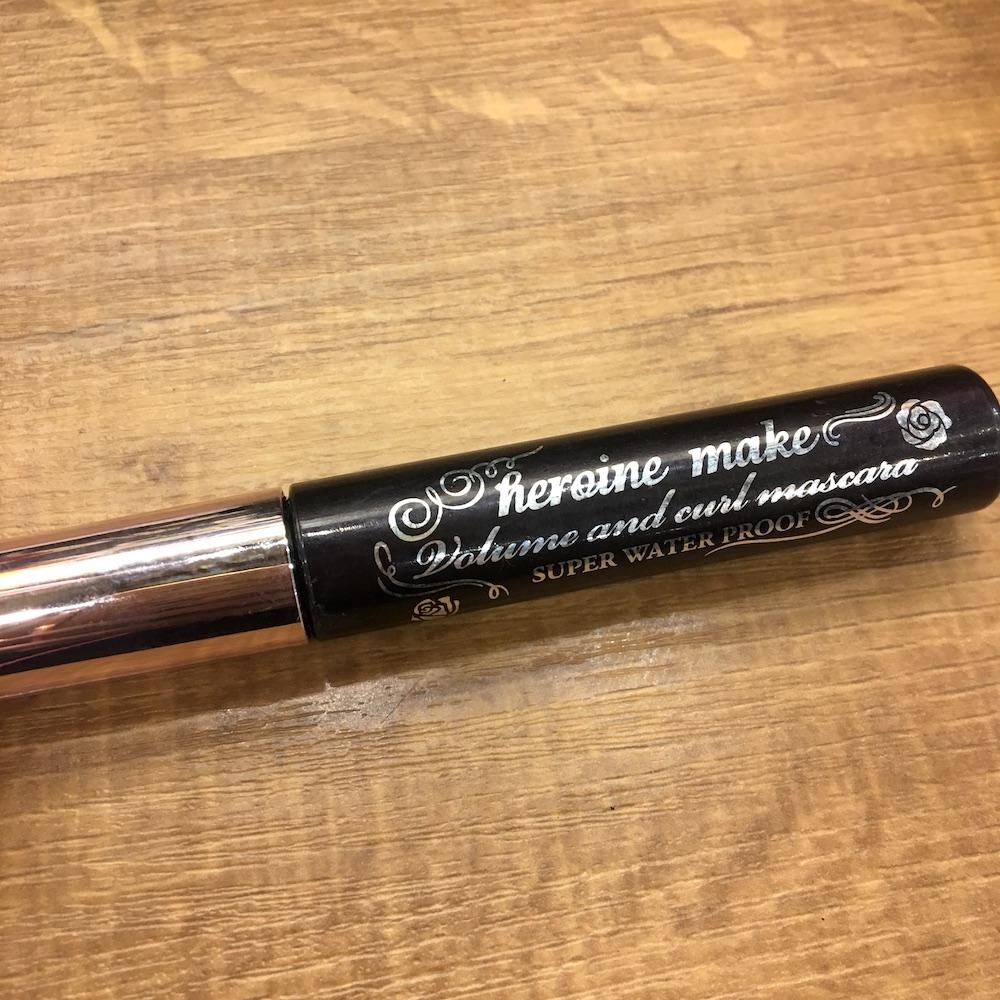 heroine make
Volume and curl mascara
SUPER WATER PROOF